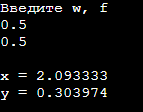 Введите w, f
0.5
0.5
x = 2.093333
y = 0.303974